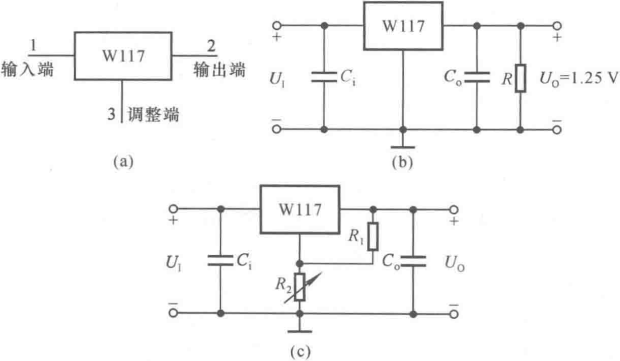 1 W117 2
输入端 输出端
3 调整端
(a)
+ W117 +
U_I C_i C_o R U_O=1.25 V
− −
(b)
+ W117 +
R_1
U_I C_i R_2 C_o U_O
− −
(c)